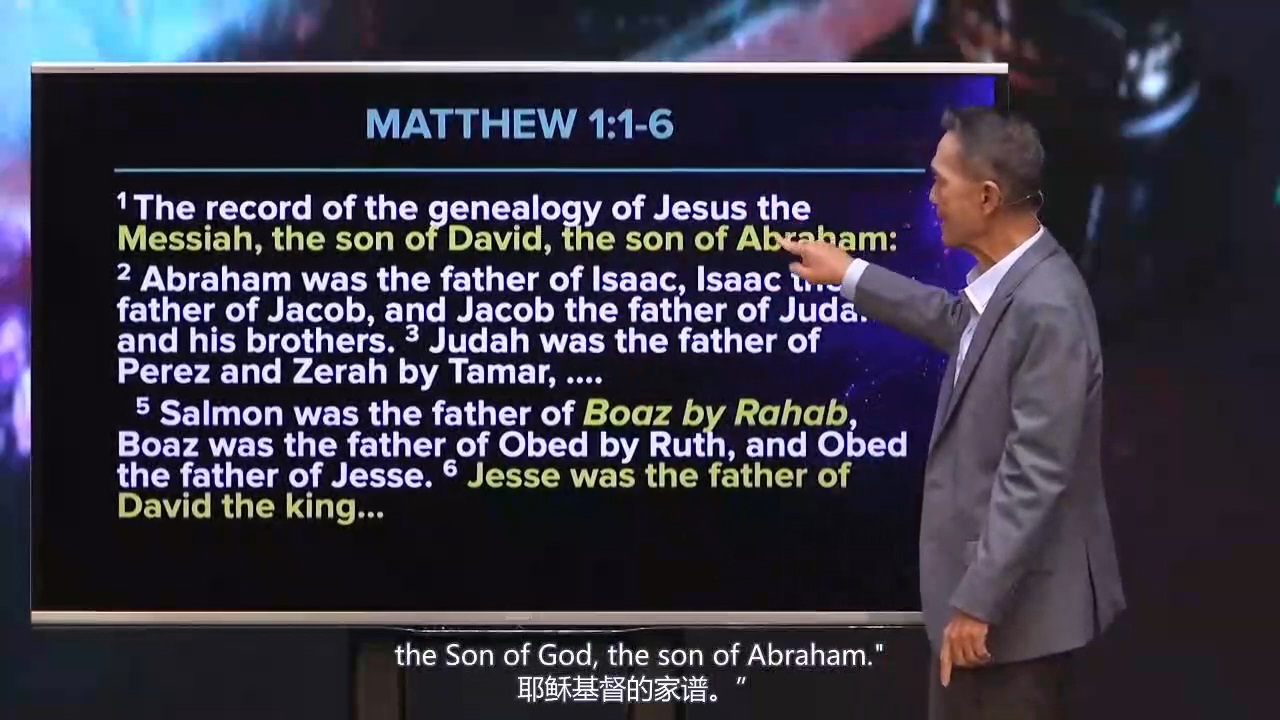 MATTHEW 1:1-6
1 The record of the genealogy of Jesus the
Messiah, the son of David, the son of Abraham:
2 Abraham was the father of Isaac, Isaac the
father of Jacob, and Jacob the father of Judah
and his brothers. 3 Judah was the father of
Perez and Zerah by Tamar, ....
5 Salmon was the father of Boaz by Rahab,
Boaz was the father of Obed by Ruth, and Obed
the father of Jesse. 6 Jesse was the father of
David the king...
the Son of God, the son of Abraham."
耶稣基督的家谱。”